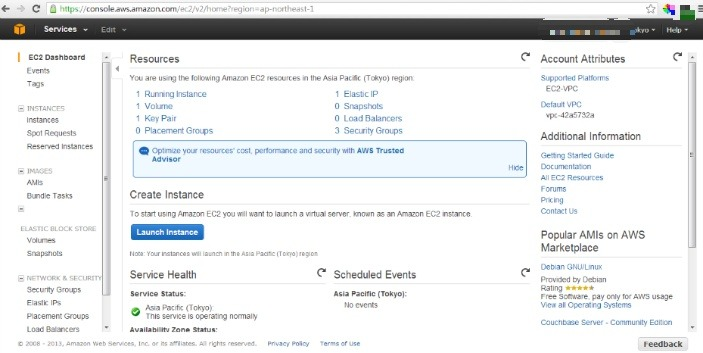 https://console.aws.amazon.com/ec2/v2/home?region=ap-northeast-1
Services
Edit
Help
EC2 Dashboard
Events
Tags
INSTANCES
Instances
Spot Requests
Reserved Instances
IMAGES
AMIs
Bundle Tasks
ELASTIC BLOCK STORE
Volumes
Snapshots
NETWORK & SECURITY
Security Groups
Elastic IPs
Placement Groups
Load Balancers
Resources
You are using the following Amazon EC2 resources in the Asia Pacific (Tokyo) region:
1 Running Instance
1 Elastic IP
1 Volume
0 Snapshots
1 Key Pair
0 Load Balancers
0 Placement Groups
3 Security Groups
Optimize your resources' cost, performance and security with AWS Trusted
Advisor
Hide
Create Instance
To start using Amazon EC2 you will want to launch a virtual server, known as an Amazon EC2 instance.
Launch Instance
Note: Your instances will launch in the Asia Pacific (Tokyo) region
Service Health
Service Status:
Asia Pacific (Tokyo):
This service is operating normally
Availability Zone Status:
Scheduled Events
Asia Pacific (Tokyo):
No events
Account Attributes
Supported Platforms
EC2-VPC
Default VPC
vpc-42a5732a
Additional Information
Getting Started Guide
Documentation
All EC2 Resources
Forums
Pricing
Contact Us
Popular AMIs on AWS
Marketplace
Debian GNU/Linux
Provided by Debian
Rating
Free Software, pay only for AWS usage
View all Operating Systems
Couchbase Server - Community Edition
© 2008 - 2013, Amazon Web Services, Inc. or its affiliates. All rights reserved.
Privacy Policy
Terms of Use
Feedback